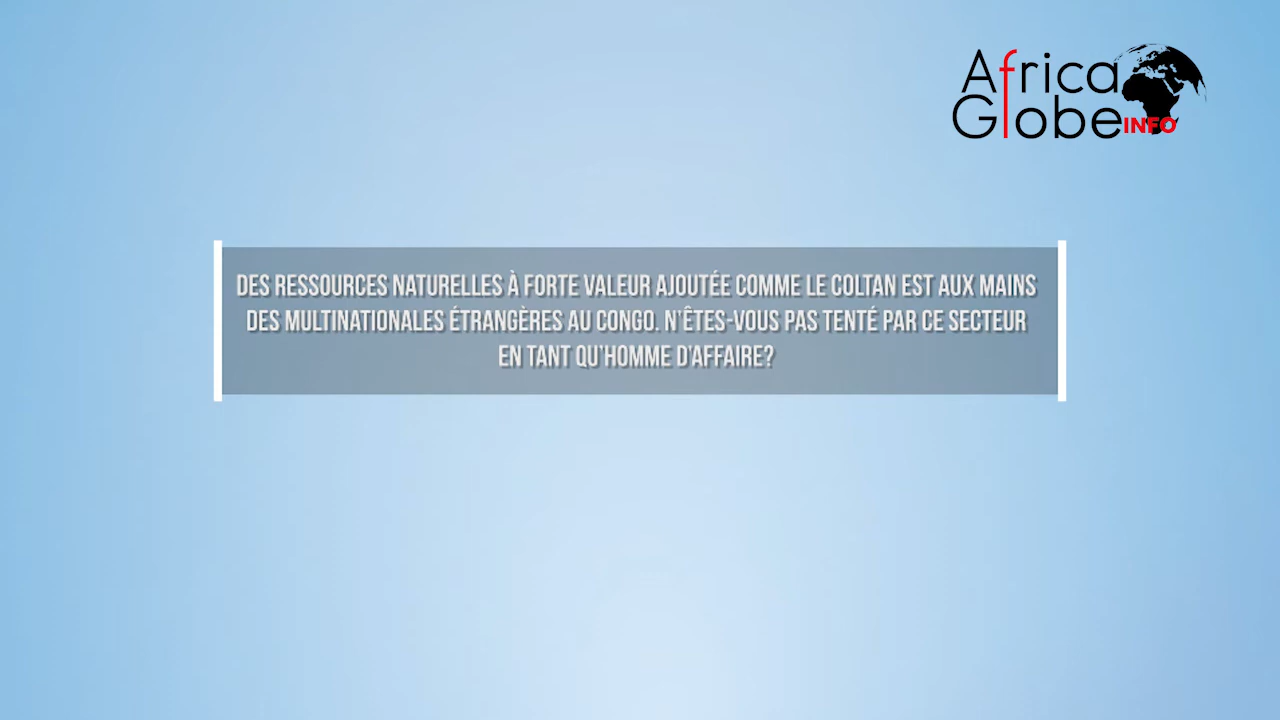 Africa
Globe INFO
DES RESSOURCES NATURELLES À FORTE VALEUR AJOUTÉE COMME LE COLTAN EST AUX MAINS
DES MULTINATIONALES ÉTRANGÈRES AU CONGO. N'ÊTES-VOUS PAS TENTÉ PAR CE SECTEUR
EN TANT QU'HOMME D'AFFAIRE?